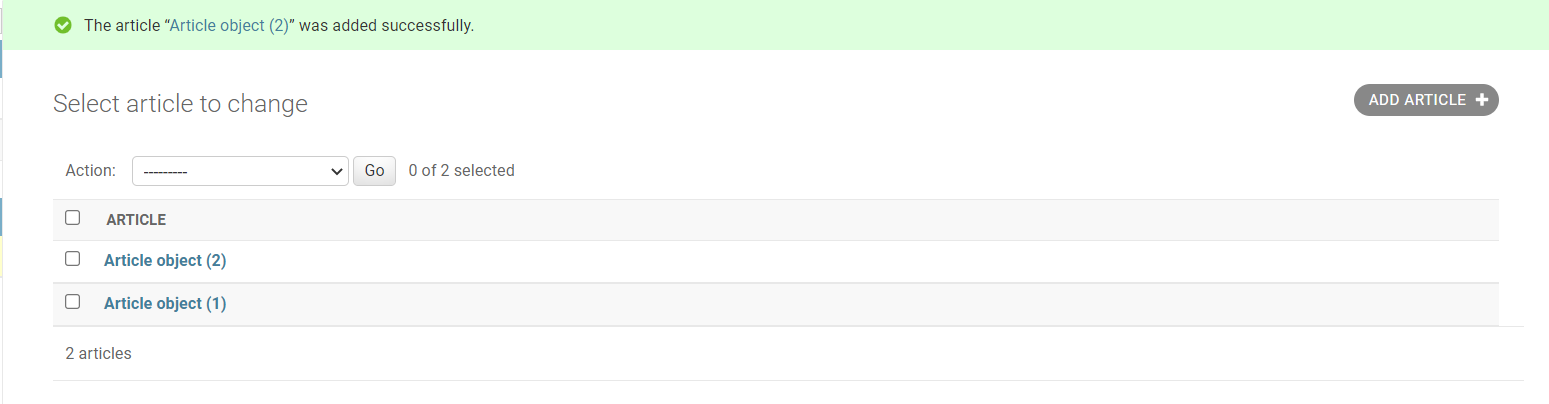 The article “Article object (2)” was added successfully.
Select article to change
ADD ARTICLE +
Action: --------- Go 0 of 2 selected
ARTICLE
Article object (2)
Article object (1)
2 articles